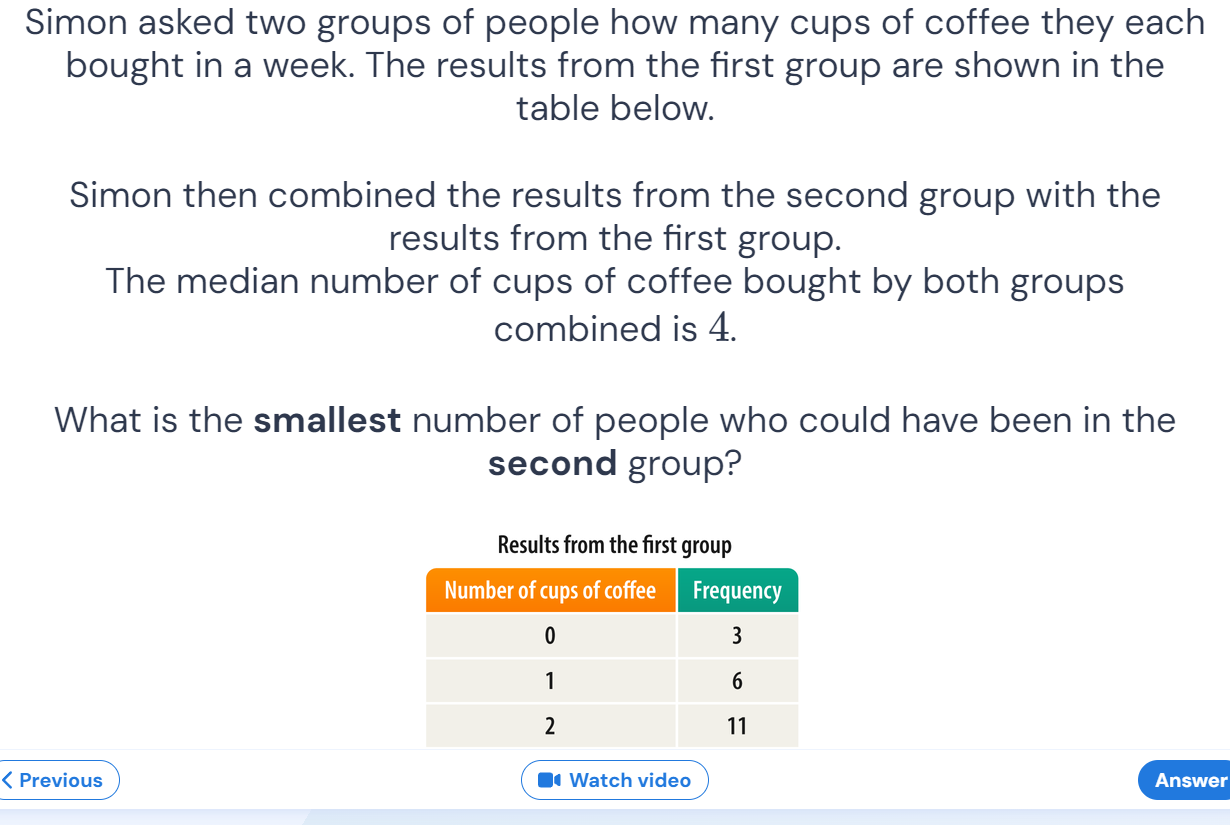 Simon asked two groups of people how many cups of coffee they each
bought in a week. The results from the first group are shown in the
table below.
Simon then combined the results from the second group with the
results from the first group.
The median number of cups of coffee bought by both groups
combined is 4.
What is the smallest number of people who could have been in the
second group?
Results from the first group
Number of cups of coffee Frequency
0 3
1 6
2 11
Previous Watch video Answer